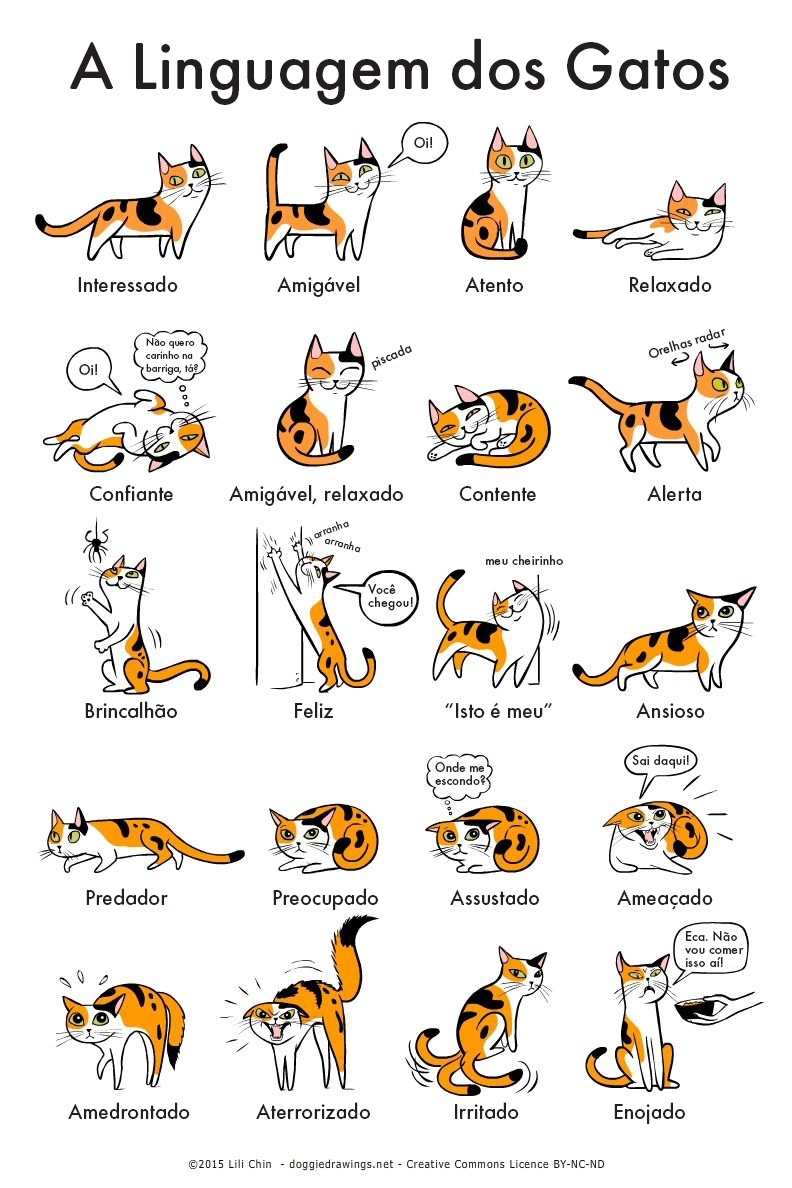 A Linguagem dos Gatos
Oi!
Interessado
Amigável
Atento
Relaxado
Oi!
Não quero
carinho na
barriga, tá?
piscada
Orelhas radar
Confiante
Amigável, relaxado
Contente
Alerta
arranha
arranha
Você
chegou!
meu cheirinho
Brincalhão
Feliz
“Isto é meu”
Ansioso
Onde me
escondo?
Sai daqui!
Predador
Preocupado
Assustado
Ameaçado
Eca. Não
vou comer
isso aí!
Amedrontado
Aterrorizado
Irritado
Enojado
©2015 Lili Chin - doggiedrawings.net - Creative Commons Licence BY-NC-ND